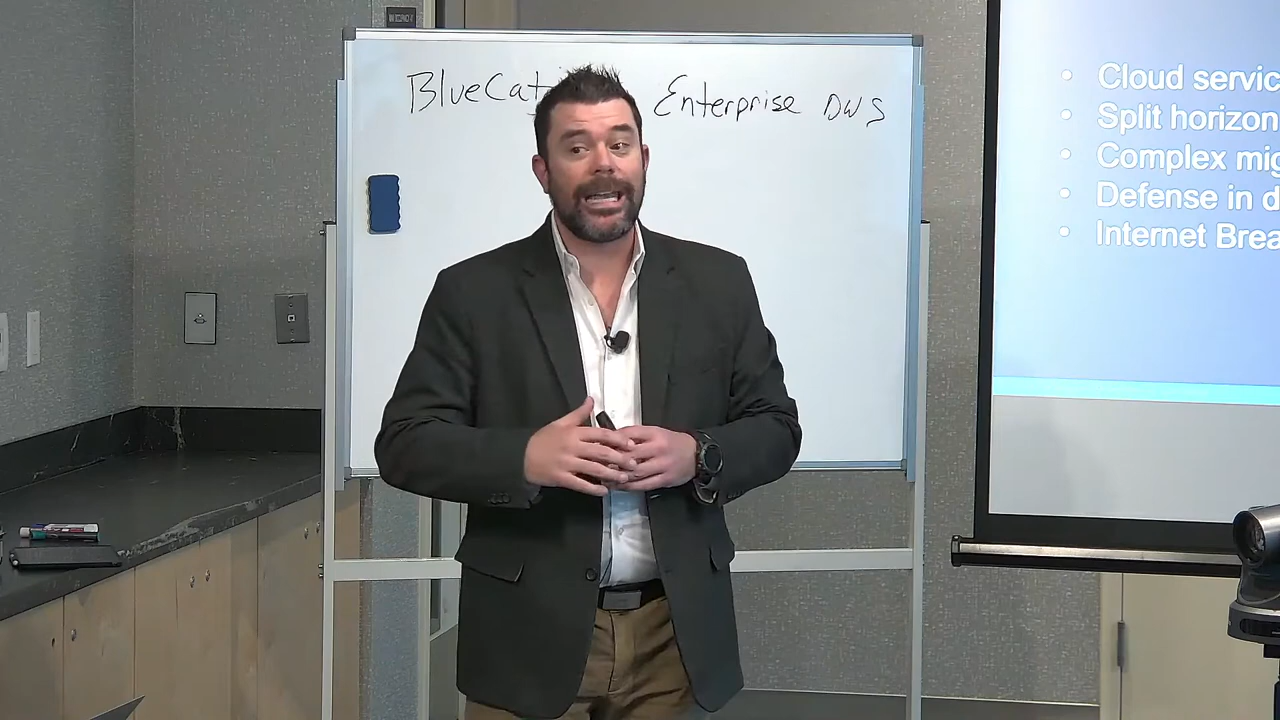 BlueCat
Enterprise DNS
Cloud servic
Split horizon
Complex mig
Defense in d
Internet Brea